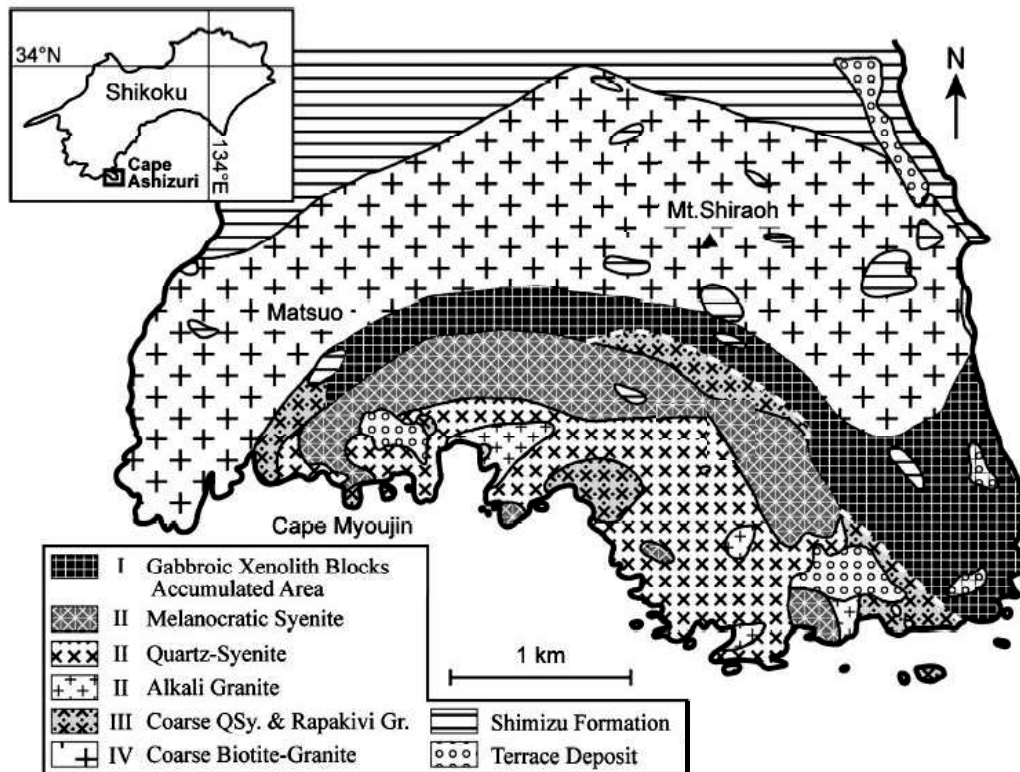 34°N
Shikoku
Cape
Ashizuri
134°E
N
Mt.Shiraoh
Matsuo
Cape Myoujin
1 km
I Gabbroic Xenolith Blocks
Accumulated Area
II Melanocratic Syenite
II Quartz-Syenite
II Alkali Granite
III Coarse QSy. & Rapakivi Gr.
IV Coarse Biotite-Granite
Shimizu Formation
Terrace Deposit